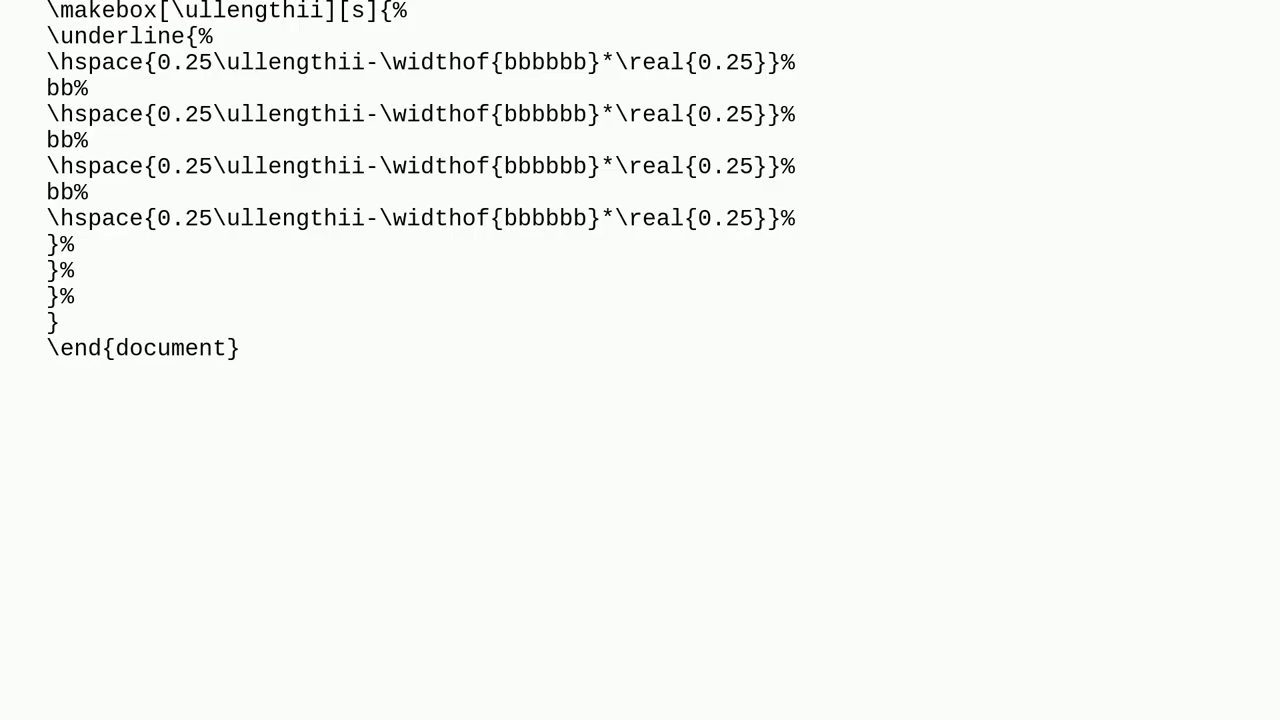 \makebox[\ullengthii][s]{%
\underline{%
\hspace{0.25\ullengthii-\widthof{bbbbbb}*\real{0.25}}%
bb%
\hspace{0.25\ullengthii-\widthof{bbbbbb}*\real{0.25}}%
bb%
\hspace{0.25\ullengthii-\widthof{bbbbbb}*\real{0.25}}%
bb%
\hspace{0.25\ullengthii-\widthof{bbbbbb}*\real{0.25}}%
}%
}%
}%
}
\end{document}